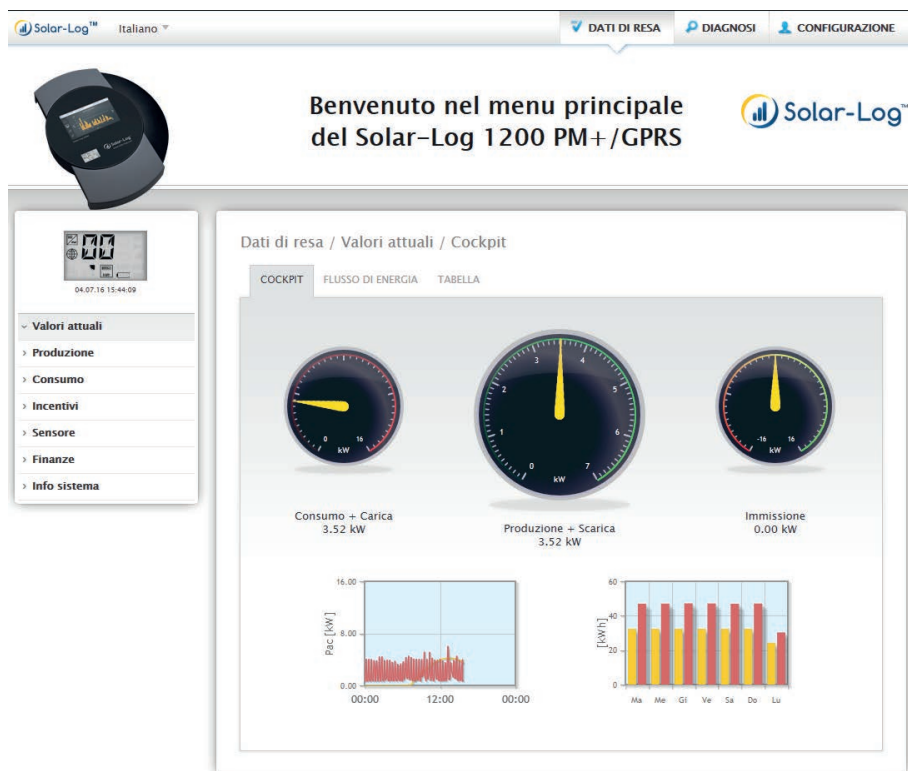 Solar-Log™ Italiano DATI DI RESA DIAGNOSI CONFIGURAZIONE
Benvenuto nel menu principale
del Solar-Log 1200 PM+/GPRS
Solar-Log™
00
04.07.16 15:44:09
Valori attuali
Produzione
Consumo
Incentivi
Sensore
Finanze
Info sistema
Dati di resa / Valori attuali / Cockpit
COCKPIT FLUSSO DI ENERGIA TABELLA
0 16
kW
Consumo + Carica
3.52 kW
0 1 2 3 4 5 6 7
kW
Produzione + Scarica
3.52 kW
-16 16
kW
Immissione
0.00 kW
Pac [kW]
16.00
8.00
0.00
00:00 12:00 00:00
[kWh]
60
40
20
0
Ma Me Gi Ve Sa Do Lu